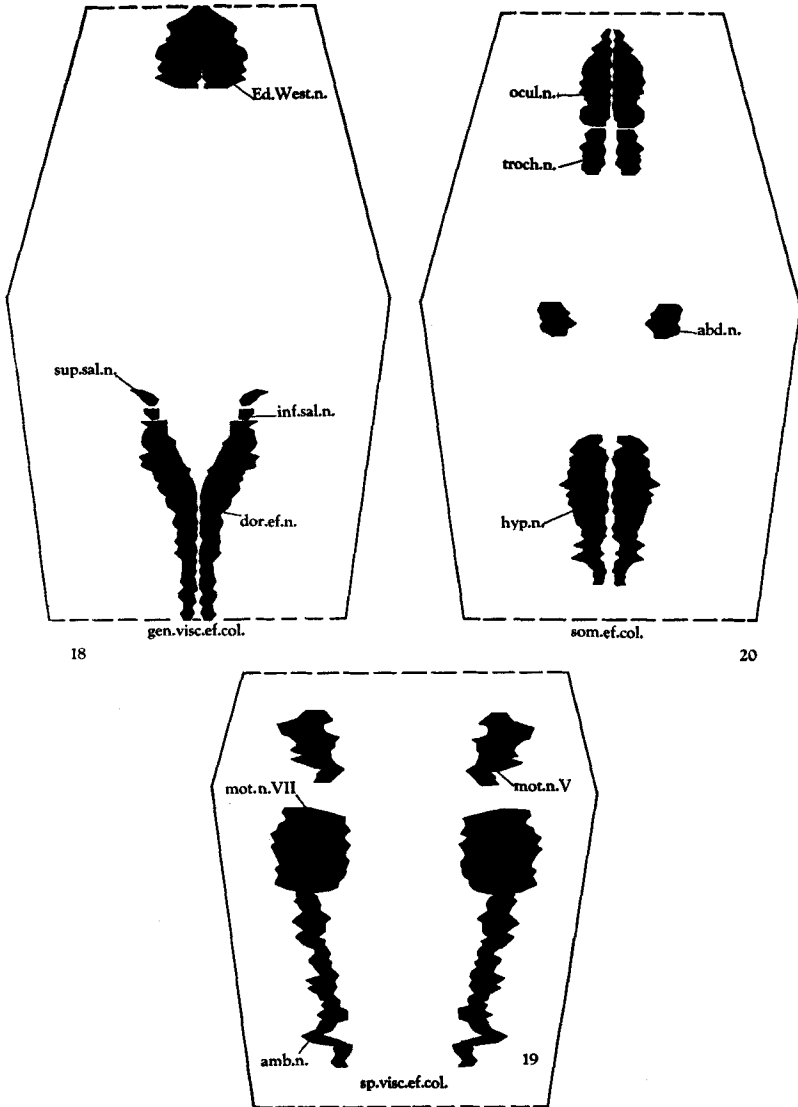 Ed.West.n.
sup.sal.n.
inf.sal.n.
dor.ef.n.
gen.visc.ef.col.
18
ocul.n.
troch.n.
abd.n.
hyp.n.
som.ef.col.
20
mot.n.VII
mot.n.V
amb.n.
19
sp.visc.ef.col.